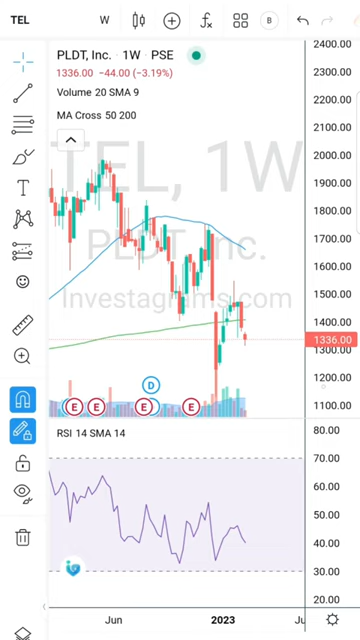 TEL W B
PLDT, Inc. · 1W · PSE
1336.00 −44.00 (−3.19%)
Volume 20 SMA 9
MA Cross 50 200
TEL, 1W
PLDT, Inc.
Investagrams.com
2400.00
2300.00
2200.00
2100.00
2000.00
1900.00
1800.00
1700.00
1600.00
1500.00
1400.00
1336.00
1300.00
1200.00
1100.00
D
E E E E
RSI 14 SMA 14
80.00
70.00
60.00
50.00
40.00
30.00
20.00
Jun 2023 Ju